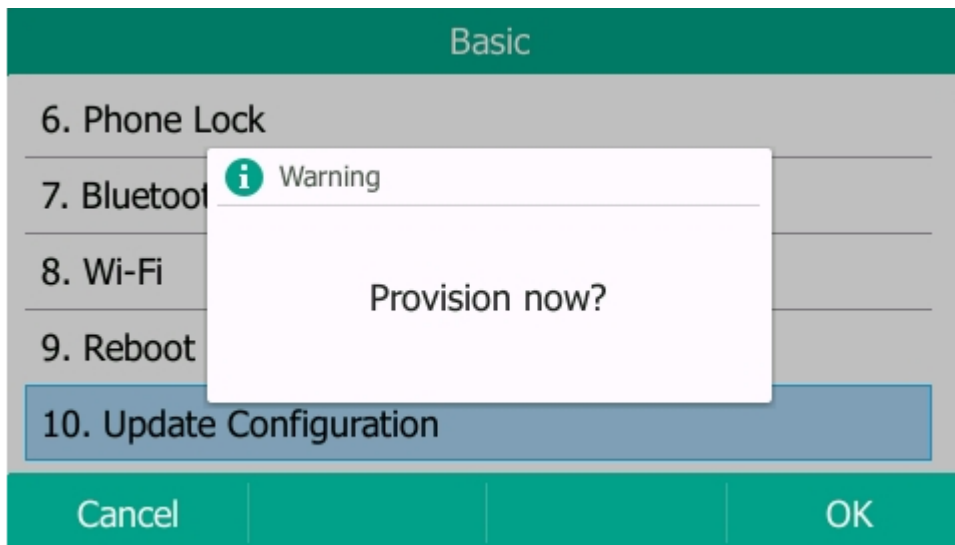 Basic
6. Phone Lock
Warning
7. Bluetoot
8. Wi-Fi
Provision now?
9. Reboot
10. Update Configuration
Cancel
OK